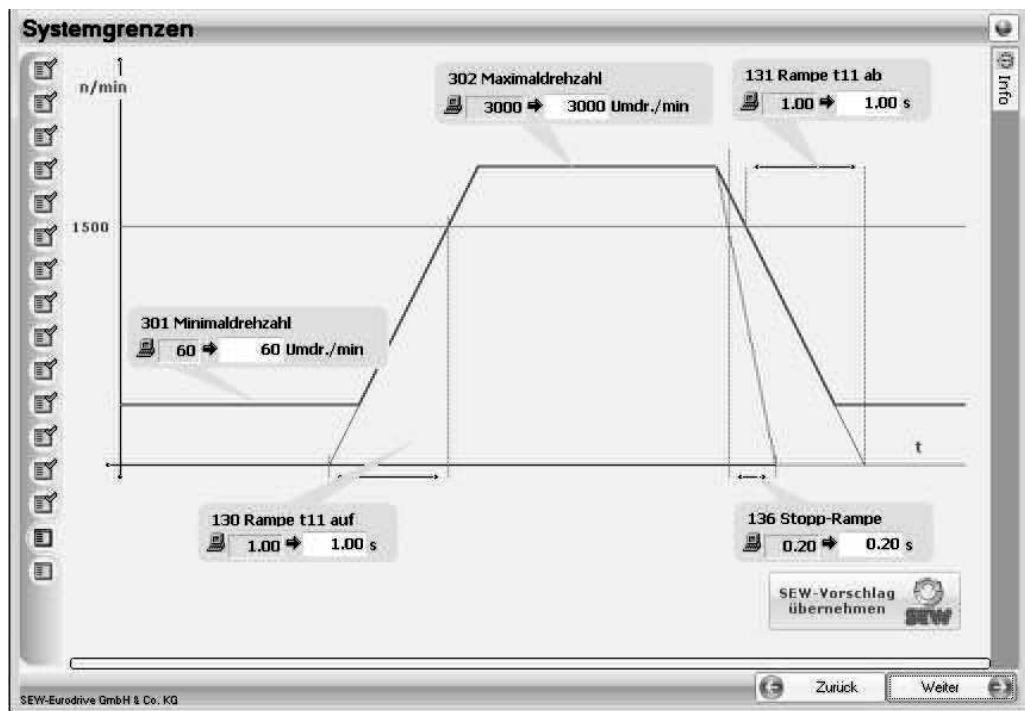 Systemgrenzen
Info
n/min
302 Maximaldrehzahl
3000 3000 Umdr./min
131 Rampe t11 ab
1.00 1.00 s
1500
301 Minimaldrehzahl
60 60 Umdr./min
t
130 Rampe t11 auf
1.00 1.00 s
136 Stopp-Rampe
0.20 0.20 s
SEW-Vorschlag
übernehmen
SEW
Zurück
Weiter
SEW-Eurodrive GmbH & Co. KG